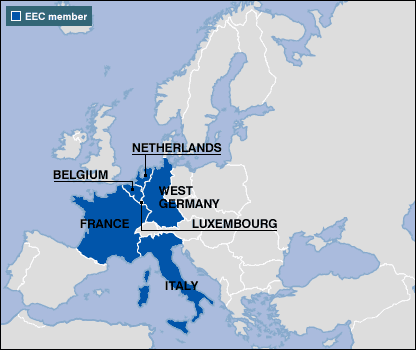 EEC member
NETHERLANDS
BELGIUM
WEST
GERMANY
FRANCE
LUXEMBOURG
ITALY